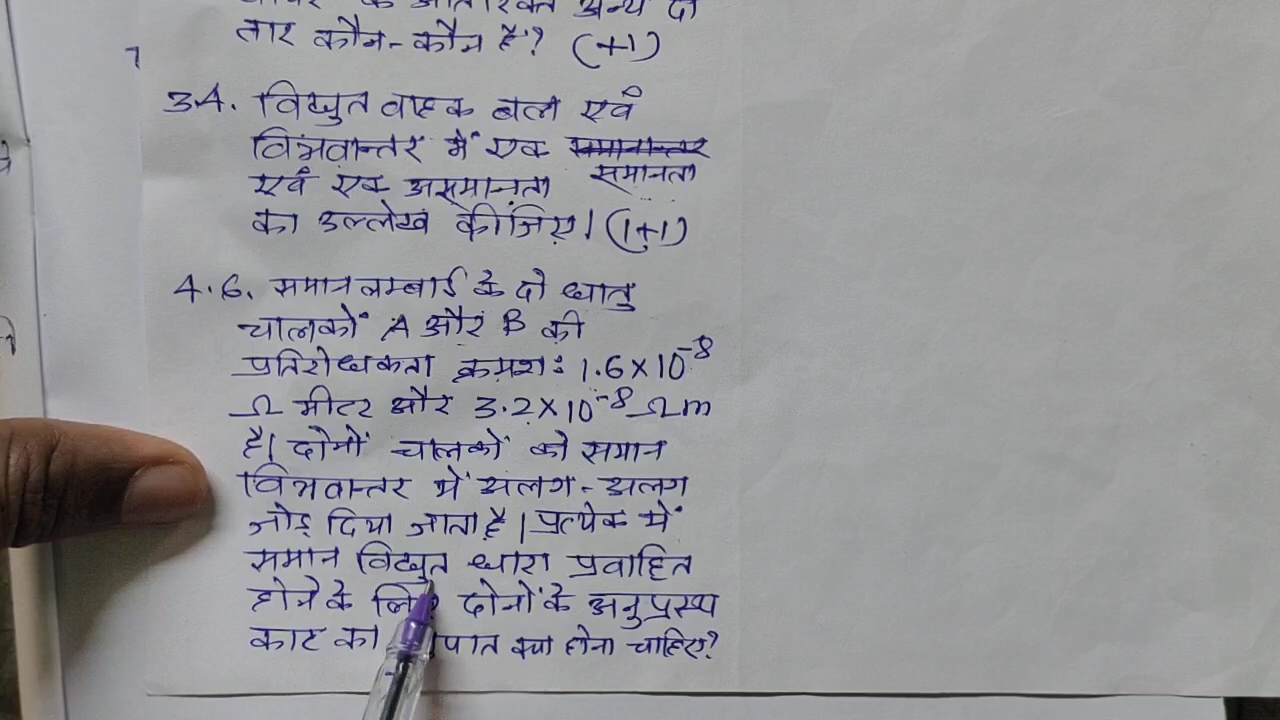 अन्य दो
तार कौन-कौन हैं? (+1)
34. विद्युत वाहक बल एवं
विभवान्तर में एक समानता
एवं एक असमानता
का उल्लेख कीजिए। (1+1)
4.6. समान लम्बाई के दो धातु
चालकों A और B की
प्रतिरोधकता क्रमश: 1.6×10⁻⁸
Ω मीटर और 3.2×10⁻⁸ Ωm
है। दोनों चालकों को समान
विभवान्तर में अलग-अलग
जोड़ दिया जाता है। प्रत्येक में
समान विद्युत धारा प्रवाहित
होने के लिए दोनों के अनुप्रस्थ
काट का क्या होना चाहिए?